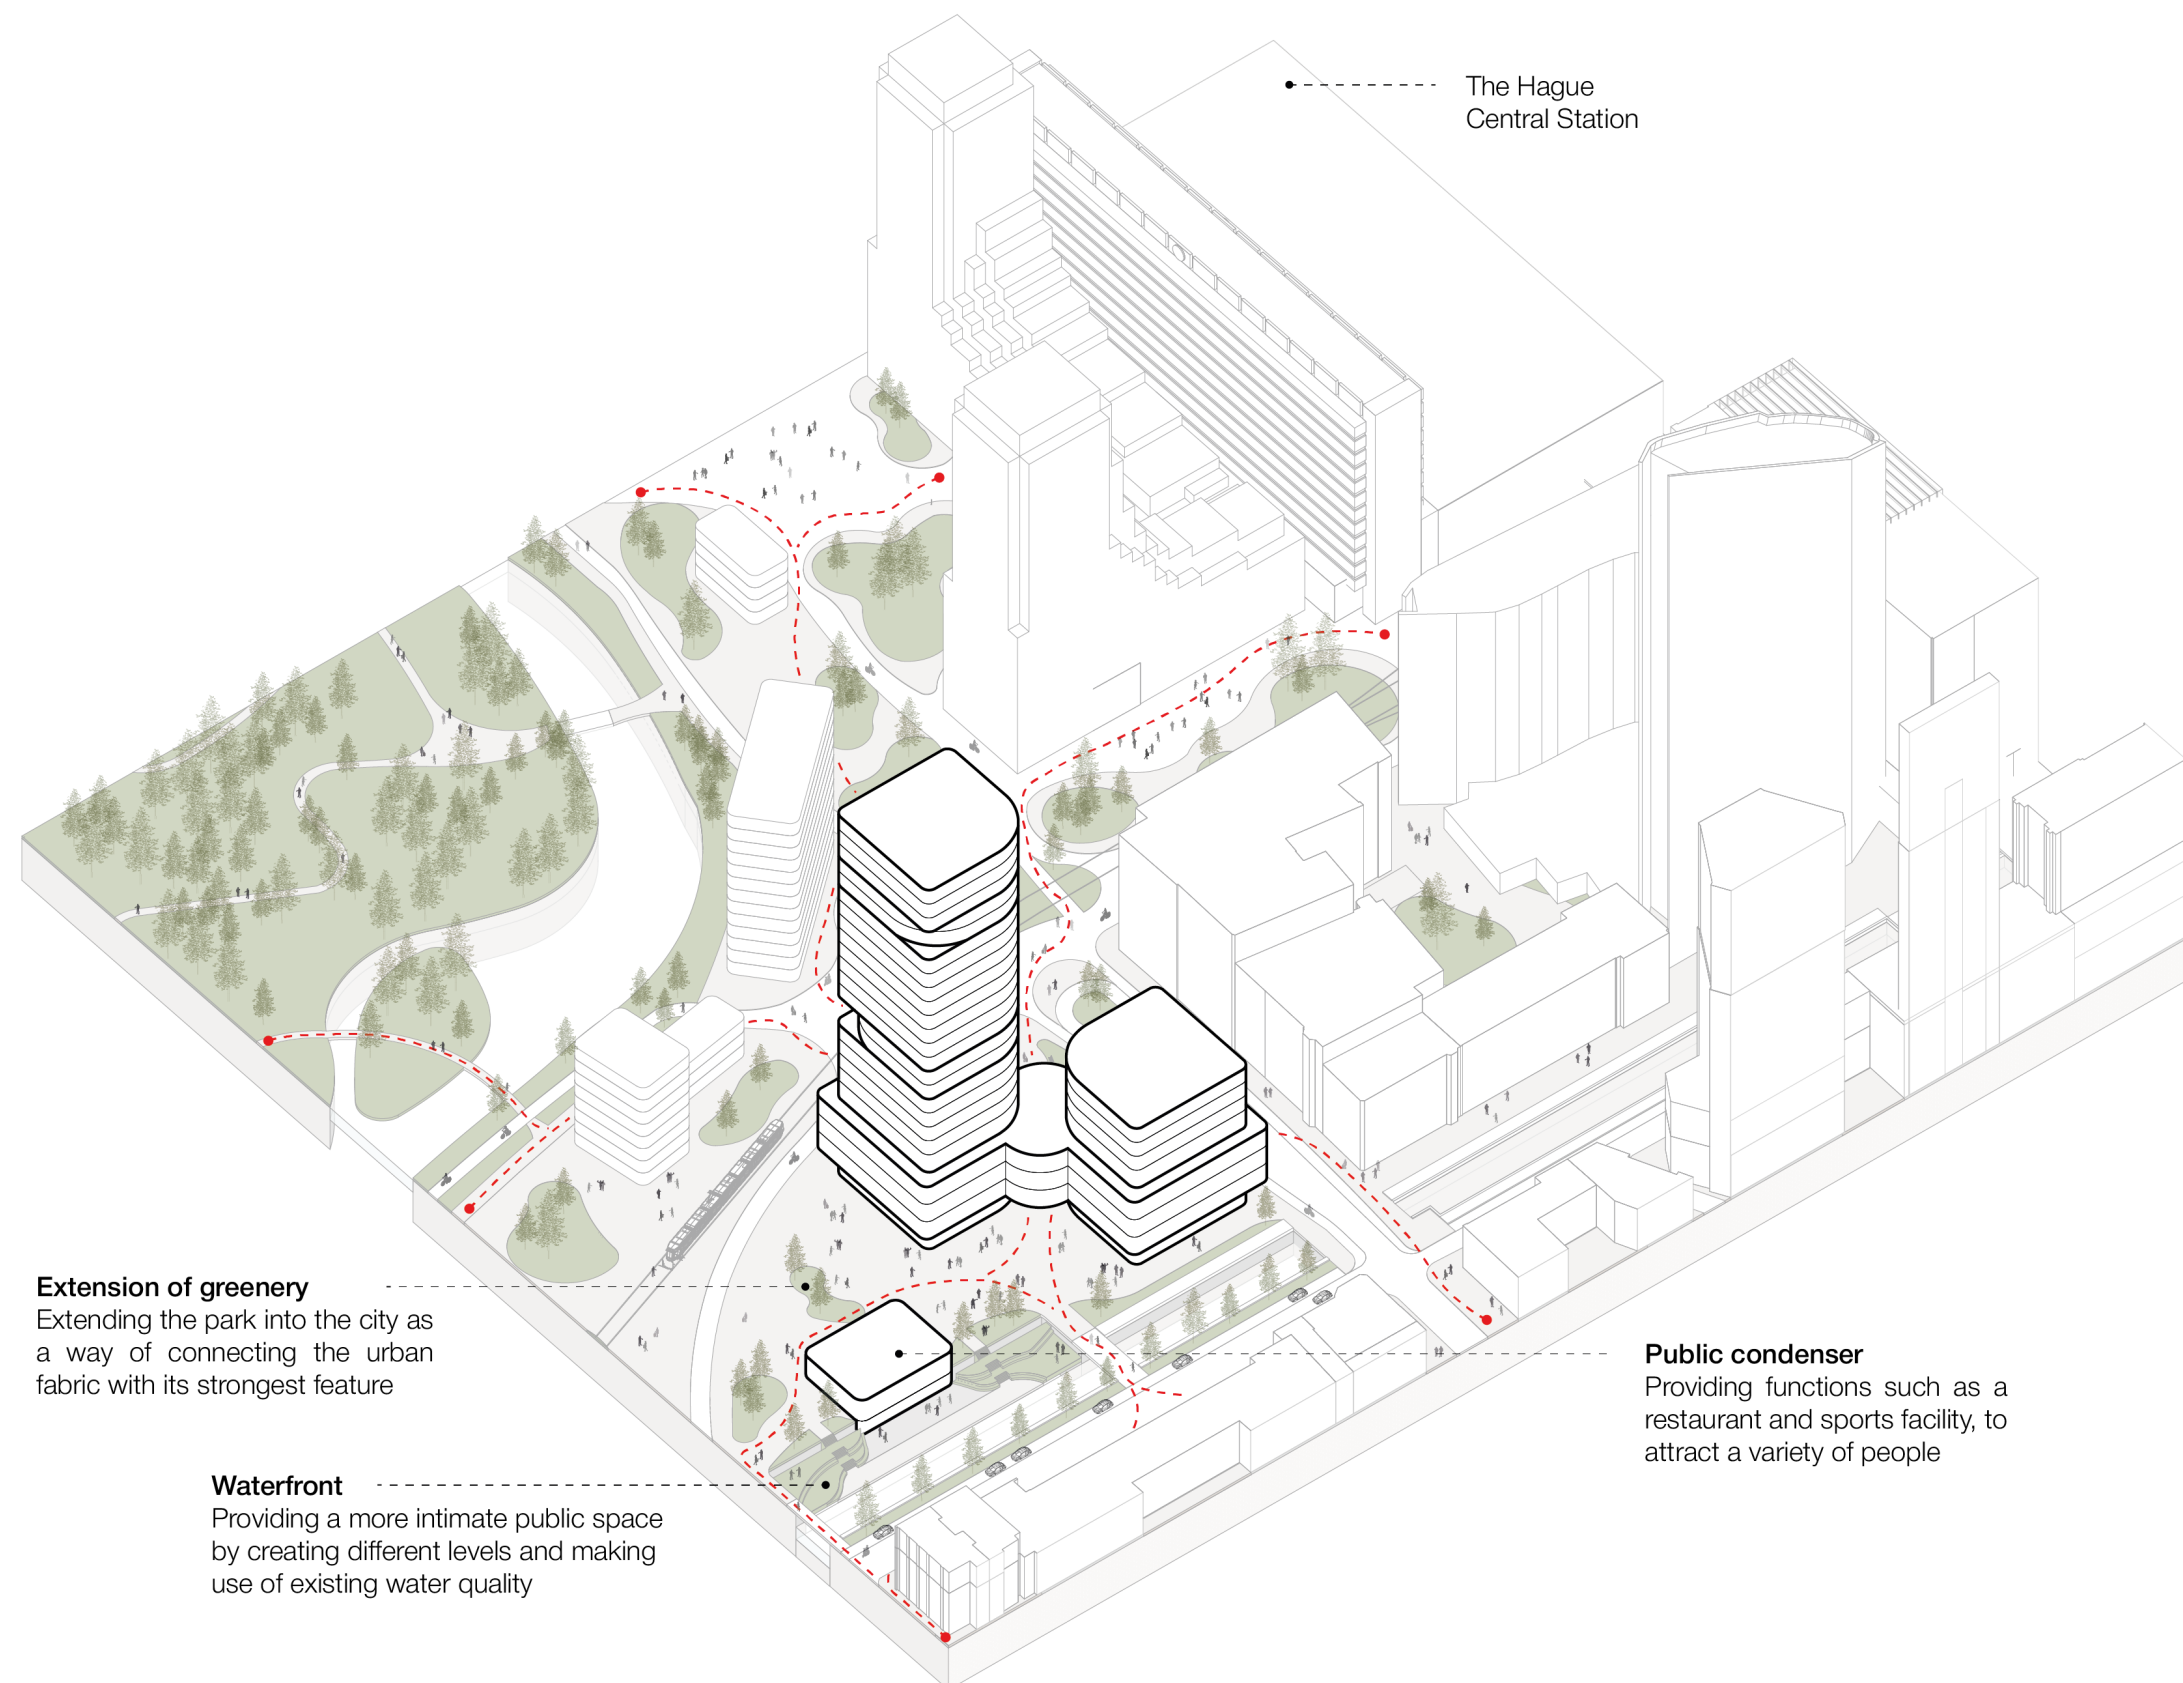 The Hague
Central Station
Extension of greenery
Extending the park into the city as
a way of connecting the urban
fabric with its strongest feature
Public condenser
Providing functions such as a
restaurant and sports facility, to
attract a variety of people
Waterfront
Providing a more intimate public space
by creating different levels and making
use of existing water quality